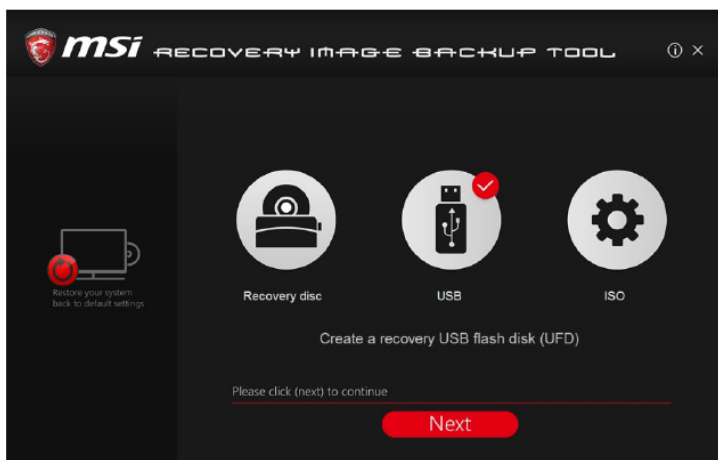 msi RECOVERY IMAGE BACKUP TOOL
Restore your system
back to default settings
Recovery disc
USB
ISO
Create a recovery USB flash disk (UFD)
Please click (next) to continue
Next